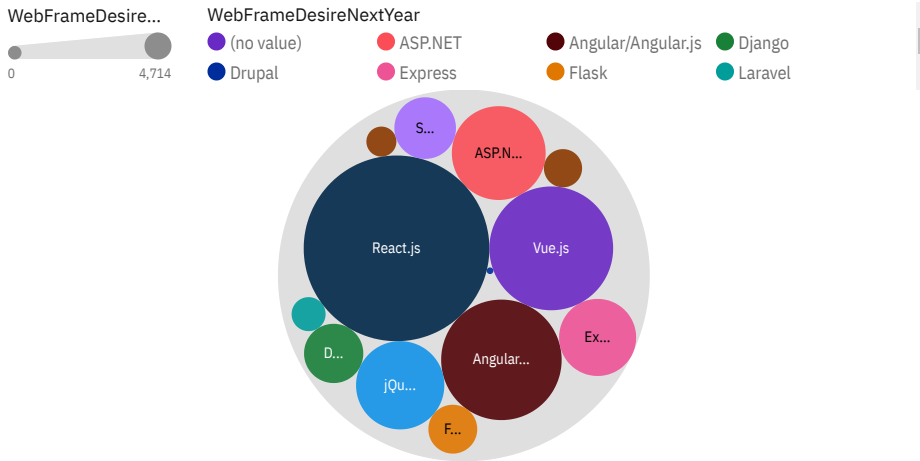 WebFrameDesire...
0 4,714
WebFrameDesireNextYear
(no value) ASP.NET Angular/Angular.js Django
Drupal Express Flask Laravel
S...
ASP.N...
React.js
Vue.js
Ex...
D...
Angular...
jQu...
F...